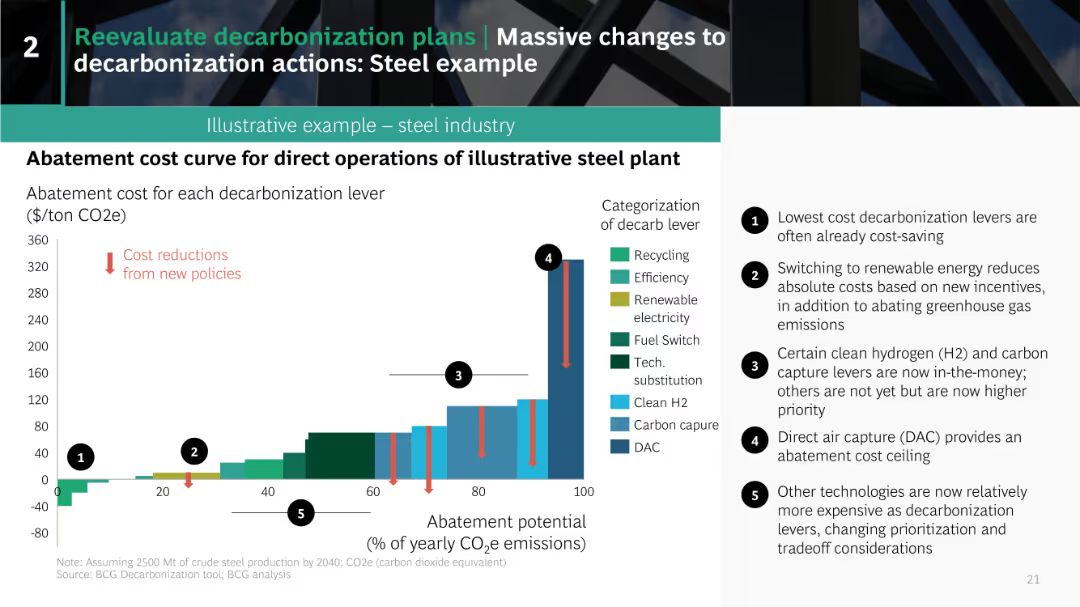 2
Reevaluate decarbonization plans | Massive changes to
decarbonization actions: Steel example
Illustrative example – steel industry
Abatement cost curve for direct operations of illustrative steel plant
Abatement cost for each decarbonization lever
($/ton CO2e)
360
320
280
240
200
160
120
80
40
0
-40
-80
Cost reductions
from new policies
1
2
3
4
5
0
20
40
60
80
100
Abatement potential
(% of yearly CO₂e emissions)
Categorization
of decarb lever
Recycling
Efficiency
Renewable
electricity
Fuel Switch
Tech.
substitution
Clean H2
Carbon capure
DAC
1 Lowest cost decarbonization levers are
often already cost-saving
2 Switching to renewable energy reduces
absolute costs based on new incentives,
in addition to abating greenhouse gas
emissions
3 Certain clean hydrogen (H2) and carbon
capture levers are now in-the-money;
others are not yet but are now higher
priority
4 Direct air capture (DAC) provides an
abatement cost ceiling
5 Other technologies are now relatively
more expensive as decarbonization
levers, changing prioritization and
tradeoff considerations
Note: Assuming 2500 Mt of crude steel production by 2040; CO2e (carbon dioxide equivalent)
Source: BCG Decarbonization tool; BCG analysis
21